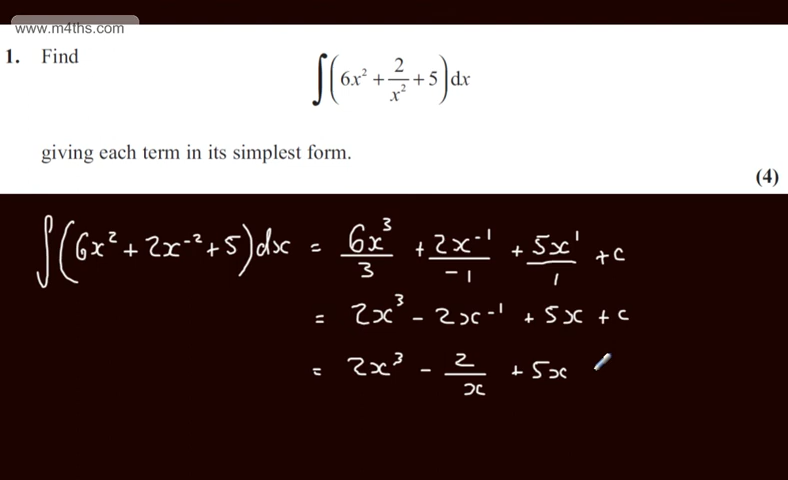 www.m4ths.com
1. Find
∫(6x² + 2/x² + 5)dx
giving each term in its simplest form.
(4)
∫(6x² + 2x⁻² + 5)dx = 6x³/3 + 2x⁻¹/-1 + 5x¹/1 + c
= 2x³ - 2x⁻¹ + 5x + c
= 2x³ - 2/x + 5x